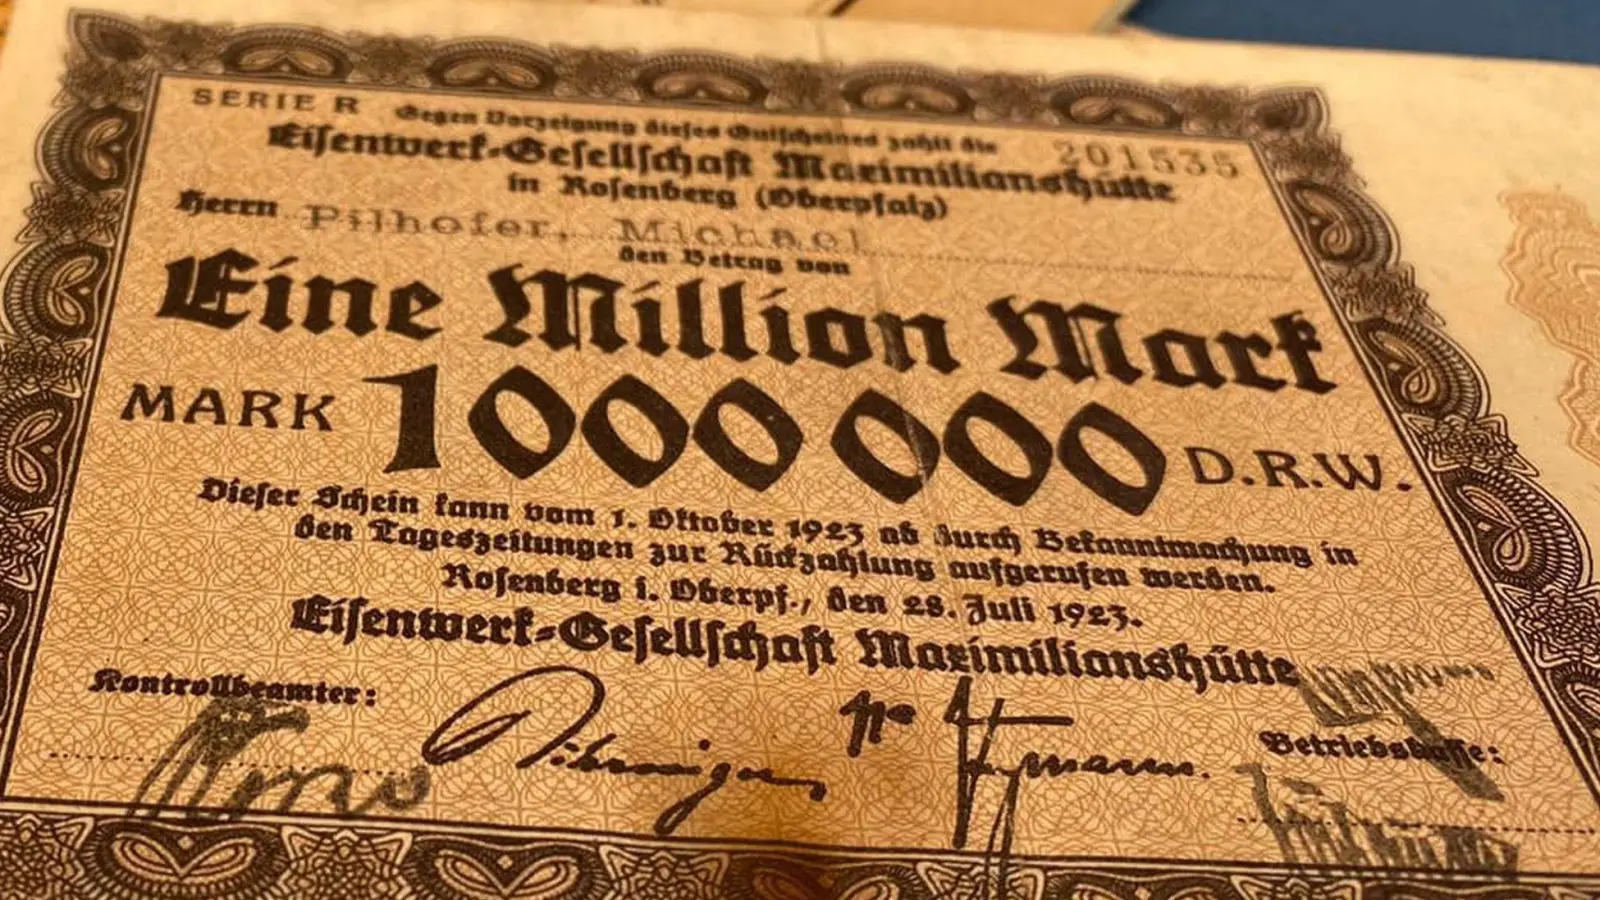 SERIE R
Gegen Vorzeigung dieses Gutscheines zahlt die
201535
Eisenwerk-Gesellschaft Maximilianshütte
in Rosenberg (Oberpfalz)
Herrn Pilhofer, Michael
den Betrag von
Eine Million Mark
MARK 1000000 D.R.W.
Dieser Schein kann vom 1. Oktober 1923 ab durch Bekanntmachung in
den Tageszeitungen zur Rückzahlung aufgerufen werden.
Rosenberg i. Oberpf., den 28. Juli 1923.
Eisenwerk-Gesellschaft Maximilianshütte
Kontrollbeamter:
Betriebskasse: